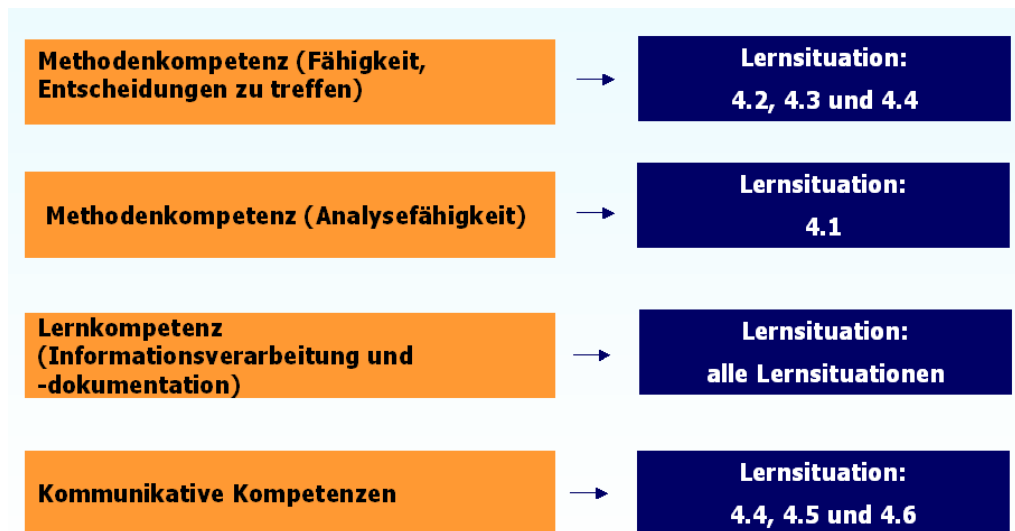 Methodenkompetenz (Fähigkeit,
Entscheidungen zu treffen)
Lernsituation:
4.2, 4.3 und 4.4
Methodenkompetenz (Analysefähigkeit)
Lernsituation:
4.1
Lernkompetenz
(Informationsverarbeitung und
-dokumentation)
Lernsituation:
alle Lernsituationen
Kommunikative Kompetenzen
Lernsituation:
4.4, 4.5 und 4.6